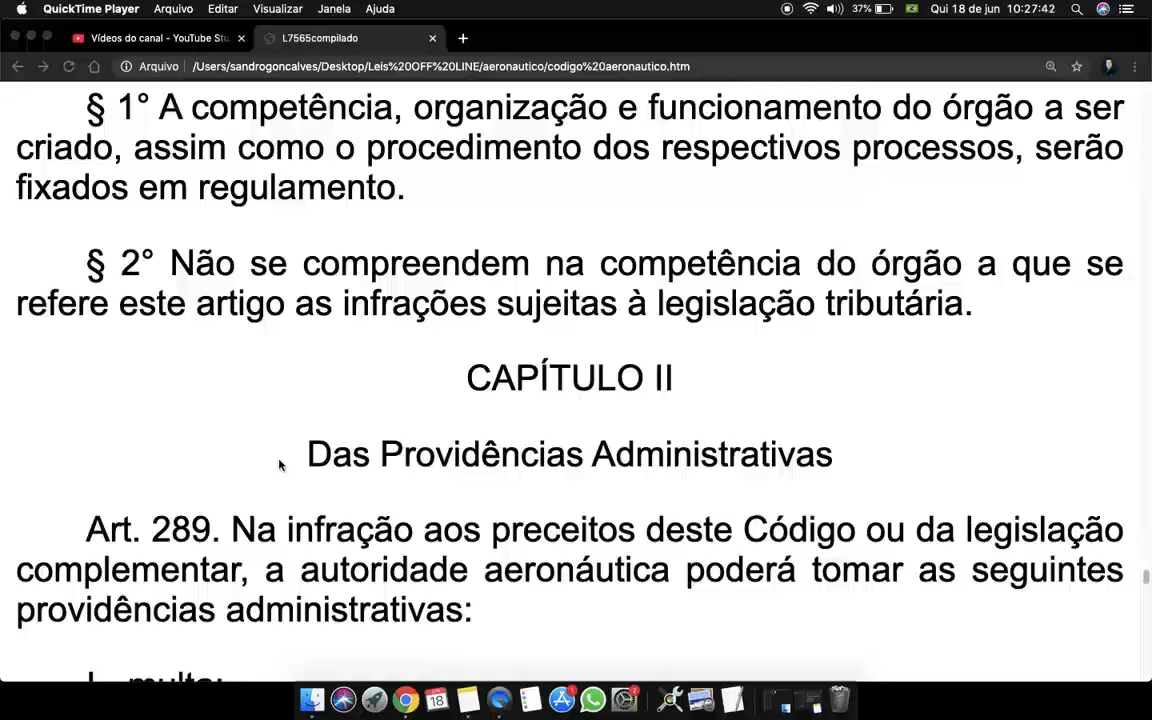 QuickTime Player Arquivo Editar Visualizar Janela Ajuda 37% Qui 18 de jun 10:27:42
Vídeos do canal - YouTube Stu L7565compilado
Arquivo /Users/sandrogoncalves/Desktop/Leis%20OFF%20LINE/aeronautico/codigo%20aeronautico.htm
§ 1° A competência, organização e funcionamento do órgão a ser
criado, assim como o procedimento dos respectivos processos, serão
fixados em regulamento.
§ 2° Não se compreendem na competência do órgão a que se
refere este artigo as infrações sujeitas à legislação tributária.
CAPÍTULO II
Das Providências Administrativas
Art. 289. Na infração aos preceitos deste Código ou da legislação
complementar, a autoridade aeronáutica poderá tomar as seguintes
providências administrativas:
I - multa;
18